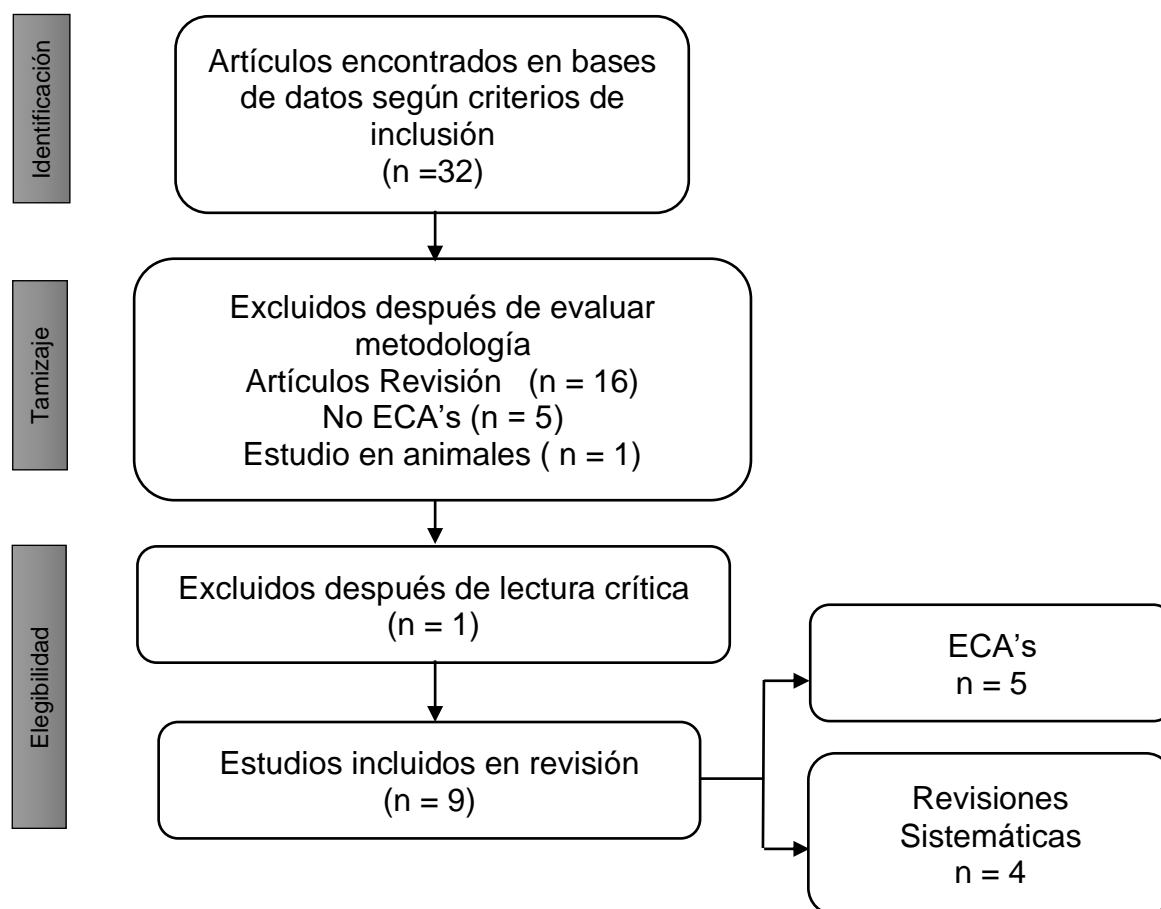 Identificación
Artículos encontrados en bases
de datos según criterios de
inclusión
(n =32)
Tamizaje
Excluidos después de evaluar
metodología
Artículos Revisión (n = 16)
No ECA’s (n = 5)
Estudio en animales ( n = 1)
Elegibilidad
Excluidos después de lectura crítica
(n = 1)
Estudios incluidos en revisión
(n = 9)
ECA’s
n = 5
Revisiones
Sistemáticas
n = 4